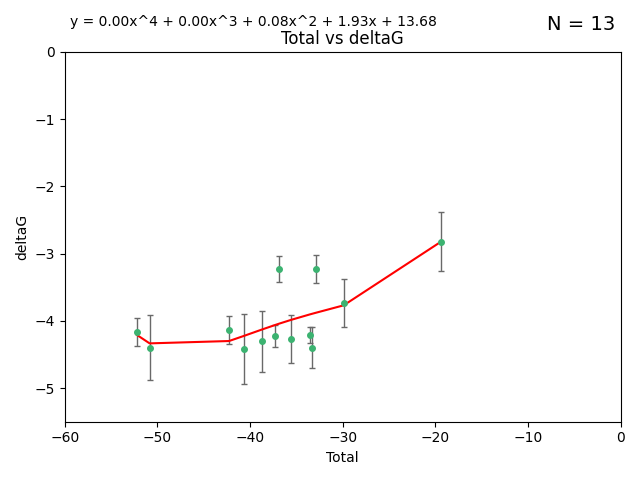 y = 0.00x^4 + 0.00x^3 + 0.08x^2 + 1.93x + 13.68
N = 13
Total vs deltaG
0
−1
−2
−3
−4
−5
deltaG
−60
−50
−40
−30
−20
−10
0
Total